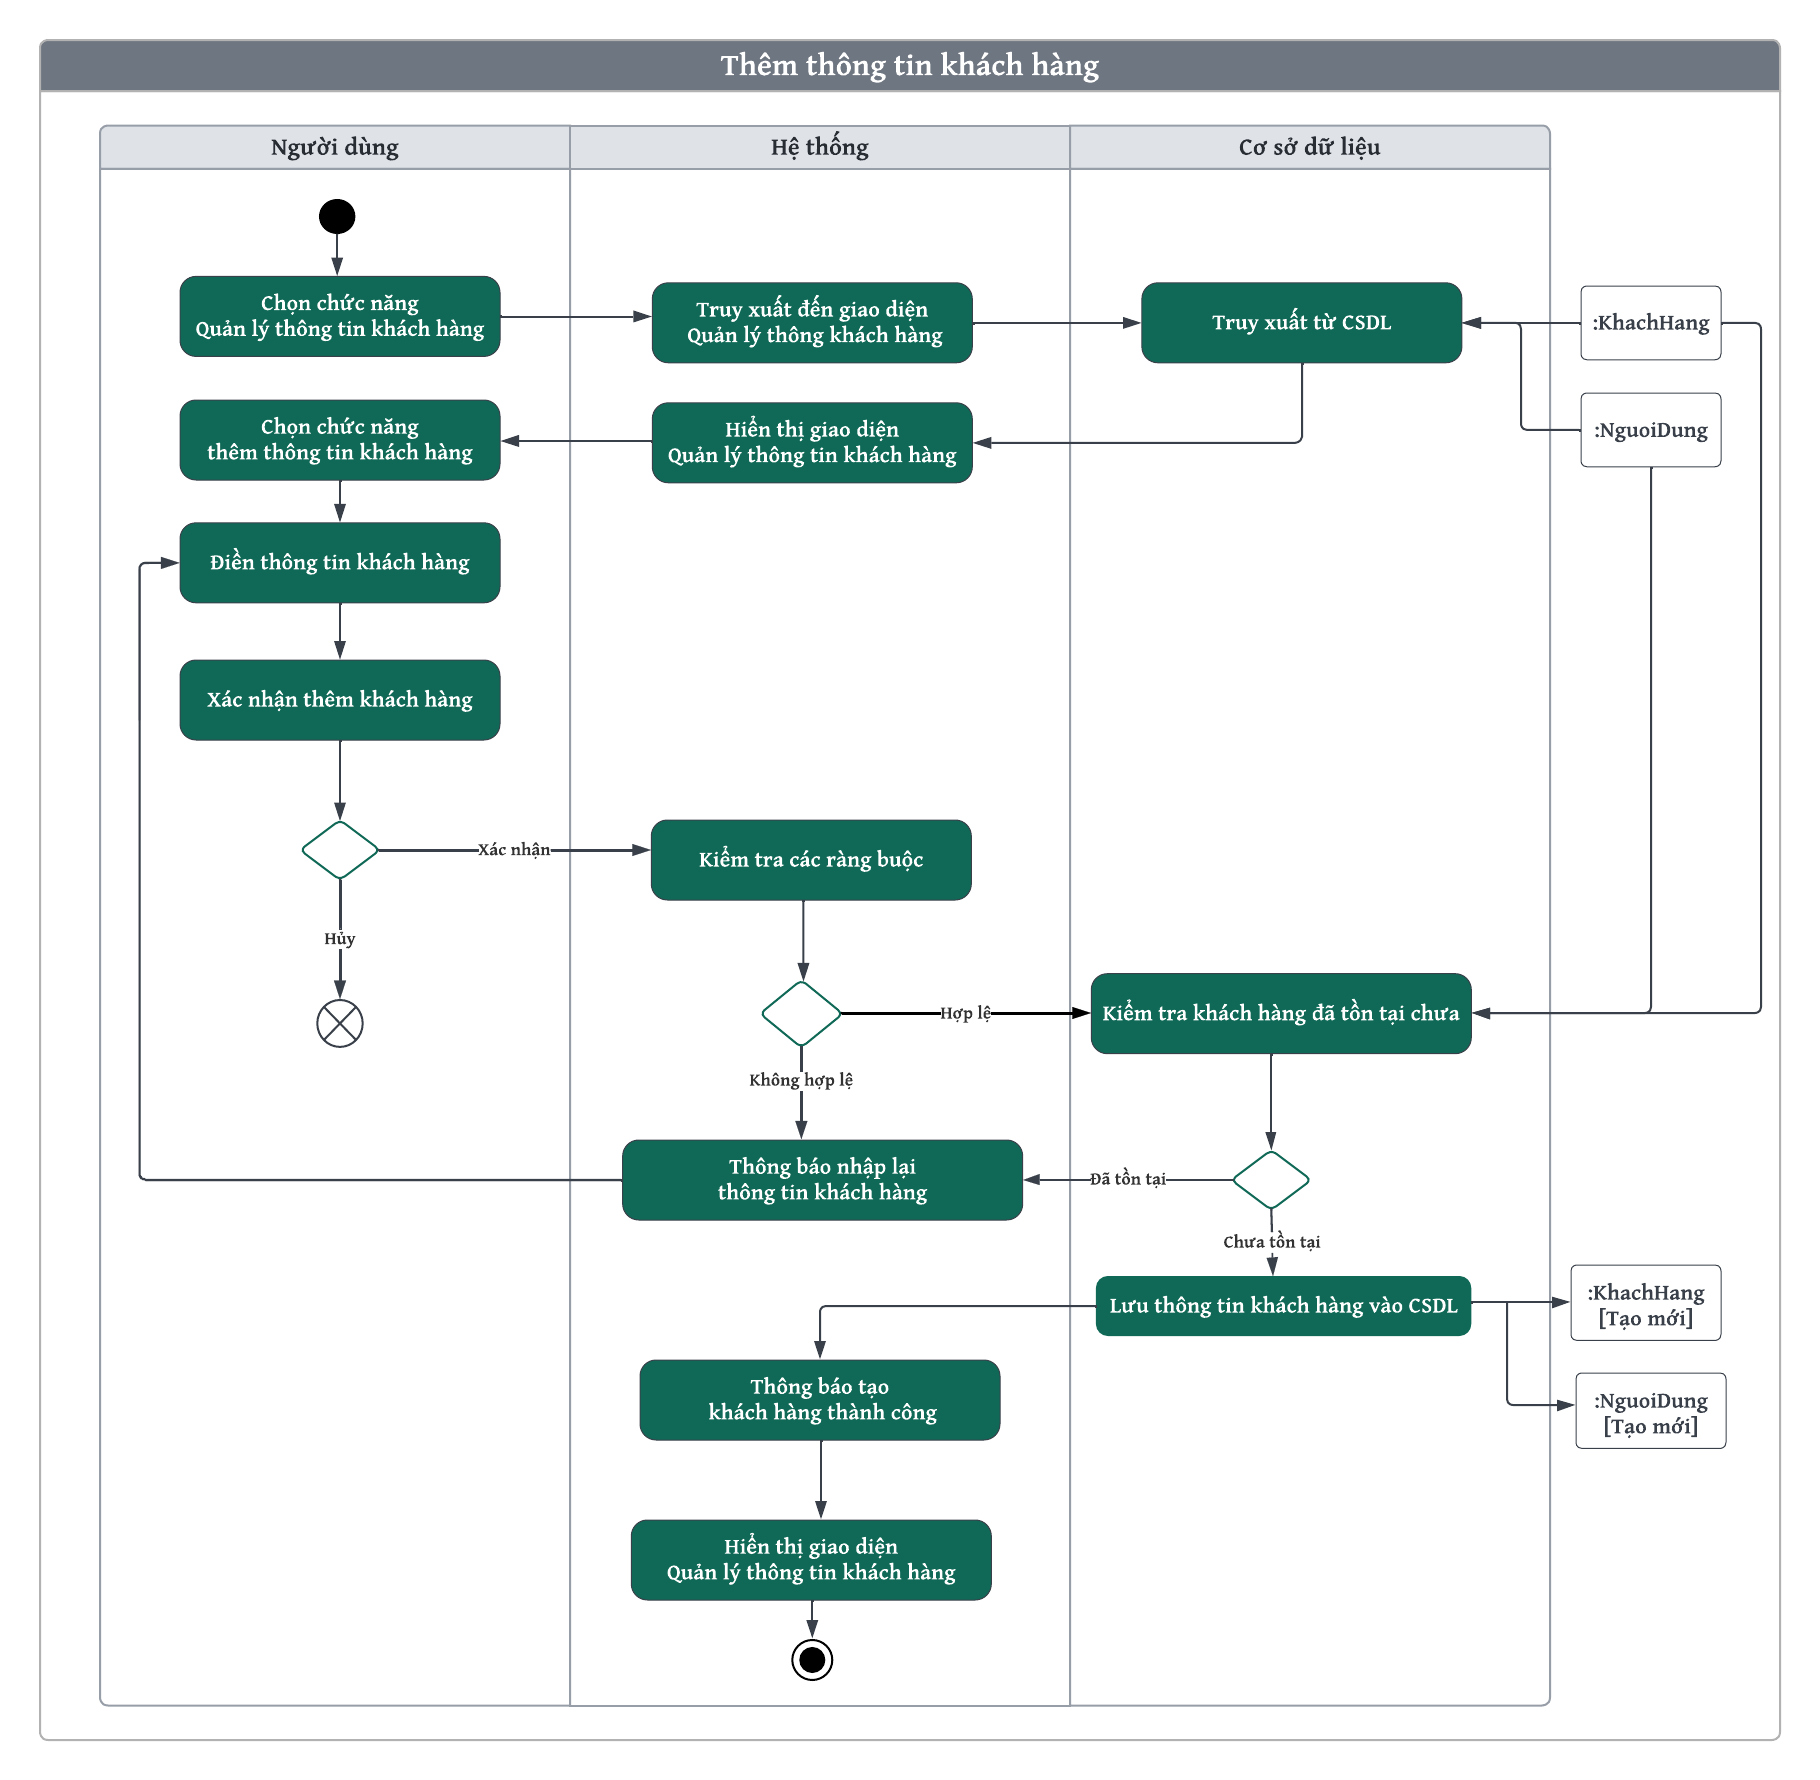 Thêm thông tin khách hàng
Người dùng
Hệ thống
Cơ sở dữ liệu
Chọn chức năng
Quản lý thông tin khách hàng
Truy xuất đến giao diện
Quản lý thông khách hàng
Truy xuất từ CSDL
:KhachHang
Chọn chức năng
thêm thông tin khách hàng
Hiển thị giao diện
Quản lý thông tin khách hàng
:NguoiDung
Điền thông tin khách hàng
Xác nhận thêm khách hàng
Xác nhận
Kiểm tra các ràng buộc
Hủy
Hợp lệ
Kiểm tra khách hàng đã tồn tại chưa
Không hợp lệ
Thông báo nhập lại
thông tin khách hàng
Đã tồn tại
Chưa tồn tại
Lưu thông tin khách hàng vào CSDL
:KhachHang
[Tạo mới]
Thông báo tạo
khách hàng thành công
:NguoiDung
[Tạo mới]
Hiển thị giao diện
Quản lý thông tin khách hàng